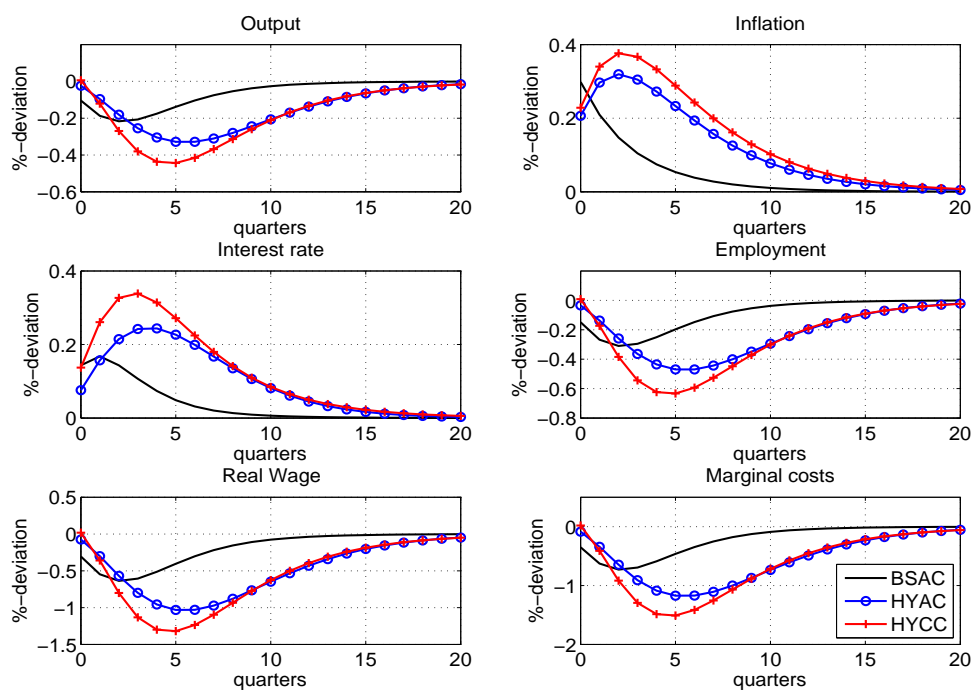 Output
%−deviation
0
−0.2
−0.4
−0.6
0 5 10 15 20
quarters
Inflation
%−deviation
0.4
0.2
0
0 5 10 15 20
quarters
Interest rate
%−deviation
0.4
0.2
0
0 5 10 15 20
quarters
Employment
%−deviation
0
−0.2
−0.4
−0.6
−0.8
0 5 10 15 20
quarters
Real Wage
%−deviation
0.5
0
−0.5
−1
−1.5
0 5 10 15 20
quarters
Marginal costs
%−deviation
0
−1
−2
0 5 10 15 20
quarters
BSAC
HYAC
HYCC